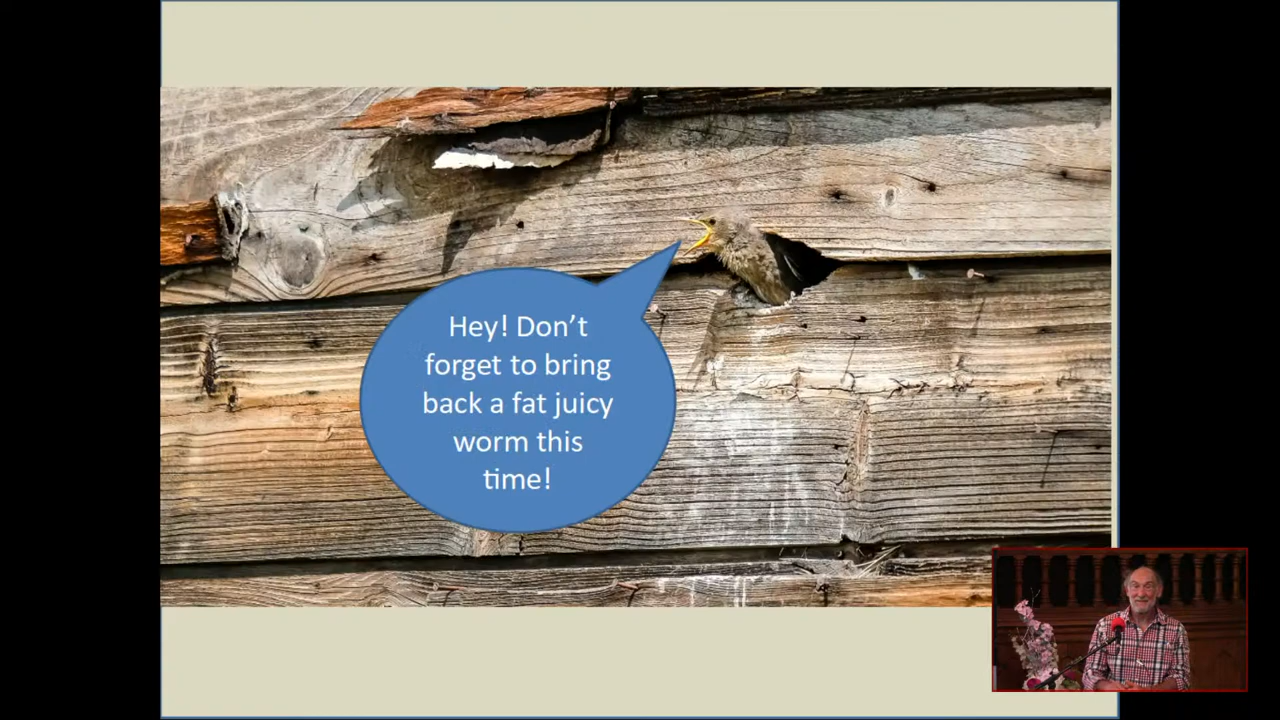 Hey! Don’t
forget to bring
back a fat juicy
worm this
time!